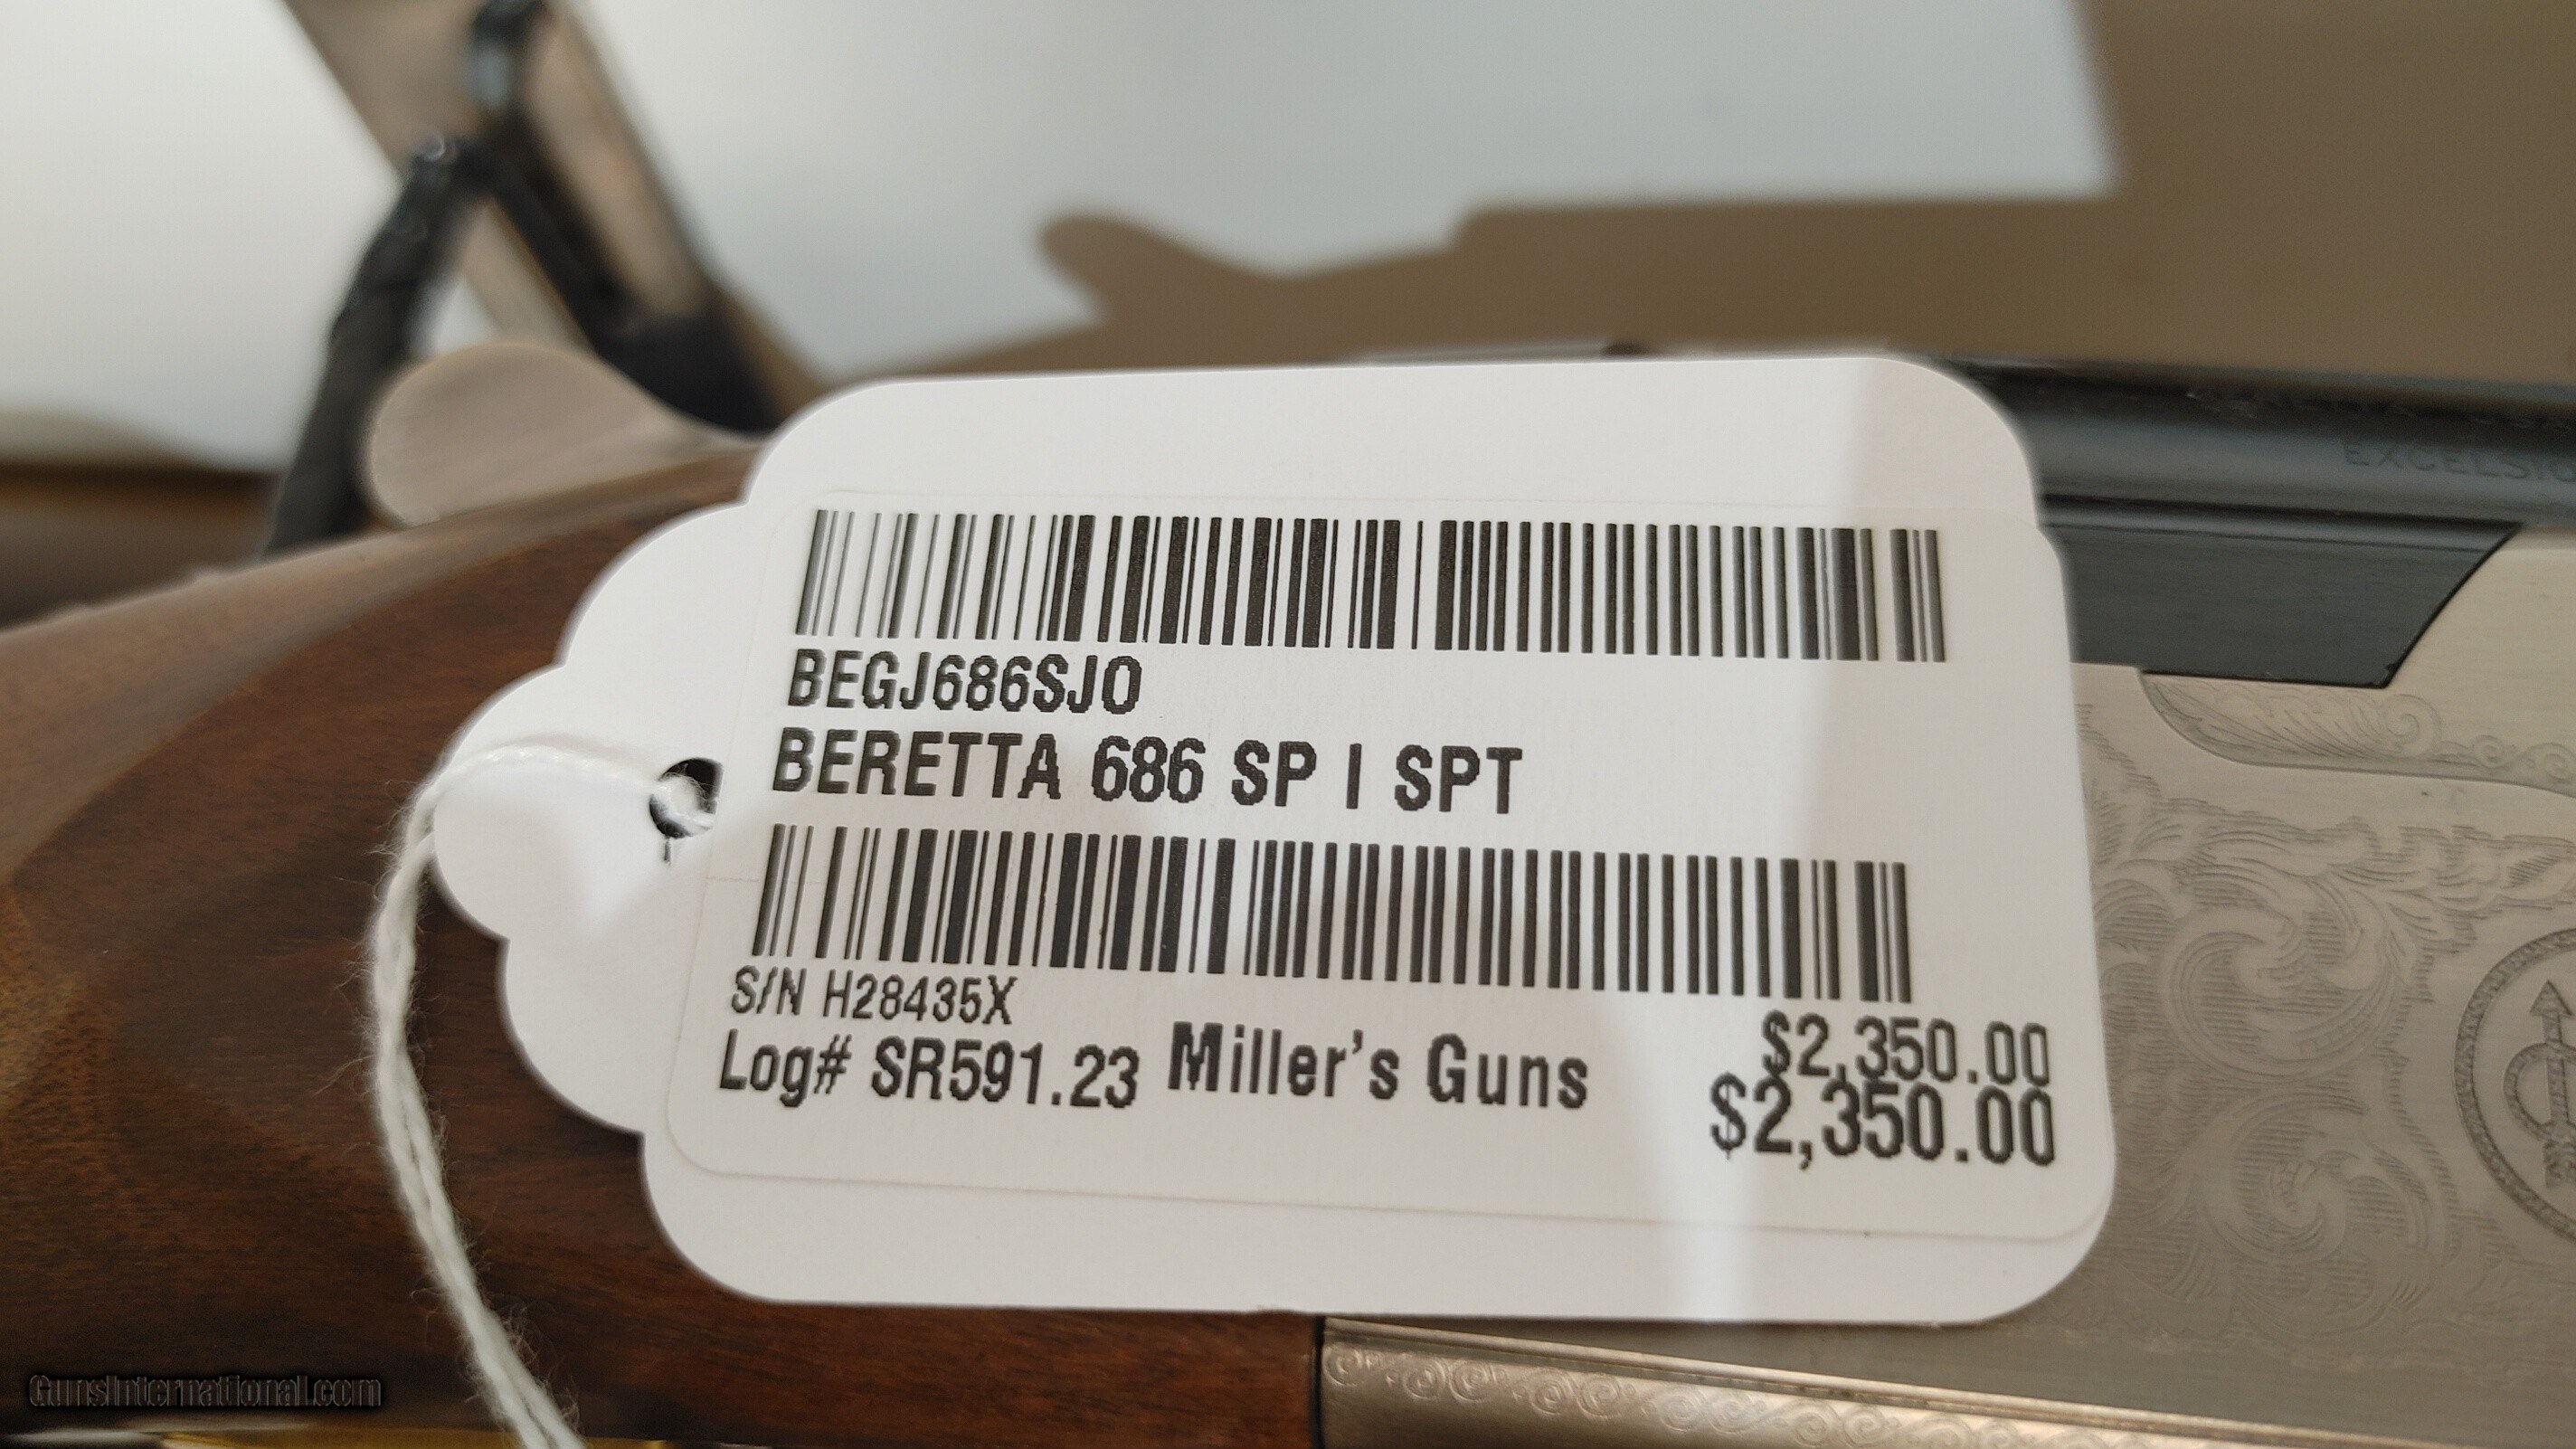 EXCELSIO
BEGJ686SJO
BERETTA 686 SP I SPT
S/N H28435X
Log# SR591.23 Miller's Guns
$2,350.00
$2,350.00
GunsInternational.com